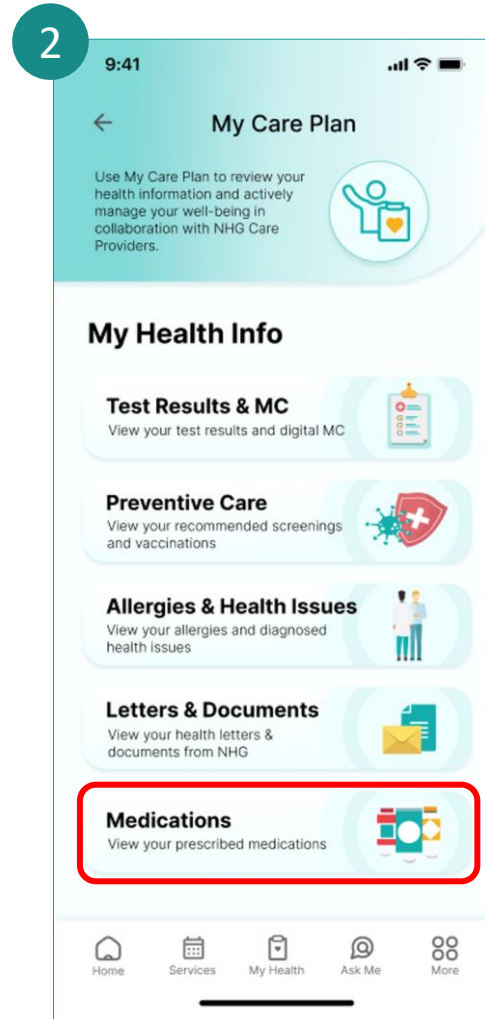 2
9:41
My Care Plan
Use My Care Plan to review your
health information and actively
manage your well-being in
collaboration with NHG Care
Providers.
My Health Info
Test Results & MC
View your test results and digital MC
Preventive Care
View your recommended screenings
and vaccinations
Allergies & Health Issues
View your allergies and diagnosed
health issues
Letters & Documents
View your health letters &
documents from NHG
Medications
View your prescribed medications
Home Services My Health Ask Me More